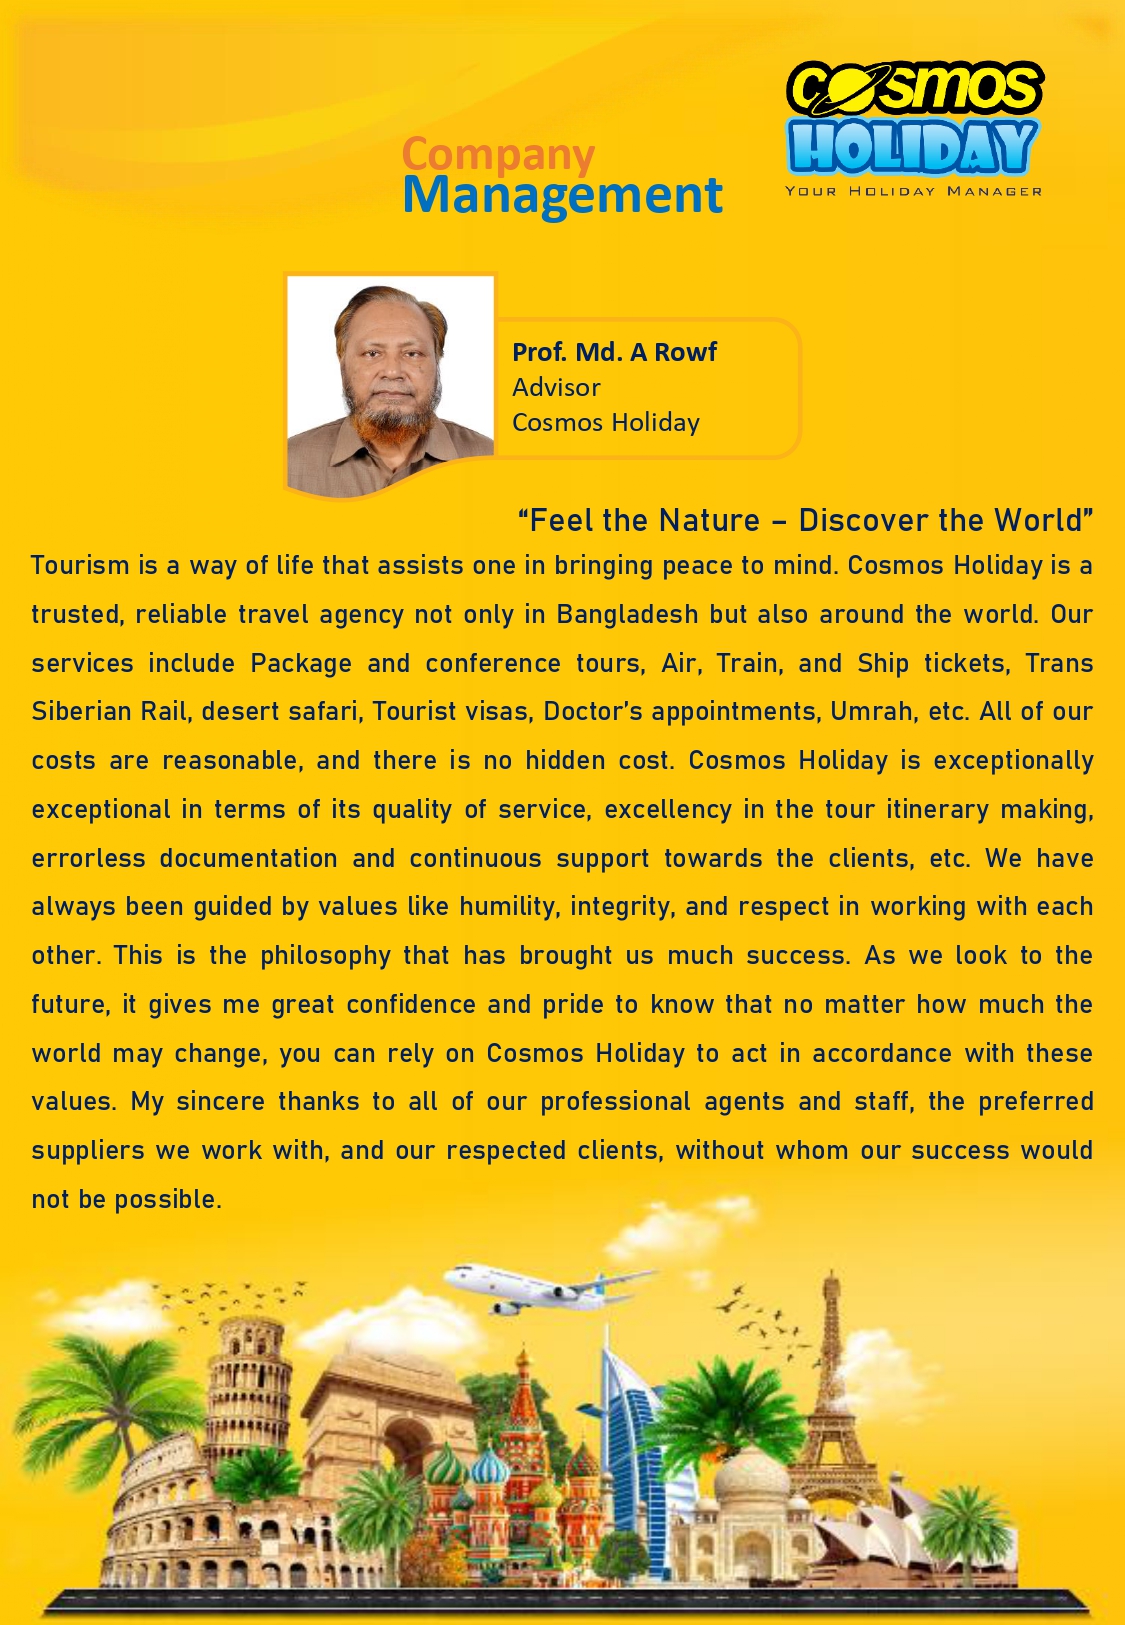 Cosmos
HOLIDAY
YOUR HOLIDAY MANAGER
Company
Management
Prof. Md. A Rowf
Advisor
Cosmos Holiday
“Feel the Nature – Discover the World”
Tourism is a way of life that assists one in bringing peace to mind. Cosmos Holiday is a
trusted, reliable travel agency not only in Bangladesh but also around the world. Our
services include Package and conference tours, Air, Train, and Ship tickets, Trans
Siberian Rail, desert safari, Tourist visas, Doctor’s appointments, Umrah, etc. All of our
costs are reasonable, and there is no hidden cost. Cosmos Holiday is exceptionally
exceptional in terms of its quality of service, excellency in the tour itinerary making,
errorless documentation and continuous support towards the clients, etc. We have
always been guided by values like humility, integrity, and respect in working with each
other. This is the philosophy that has brought us much success. As we look to the
future, it gives me great confidence and pride to know that no matter how much the
world may change, you can rely on Cosmos Holiday to act in accordance with these
values. My sincere thanks to all of our professional agents and staff, the preferred
suppliers we work with, and our respected clients, without whom our success would
not be possible.